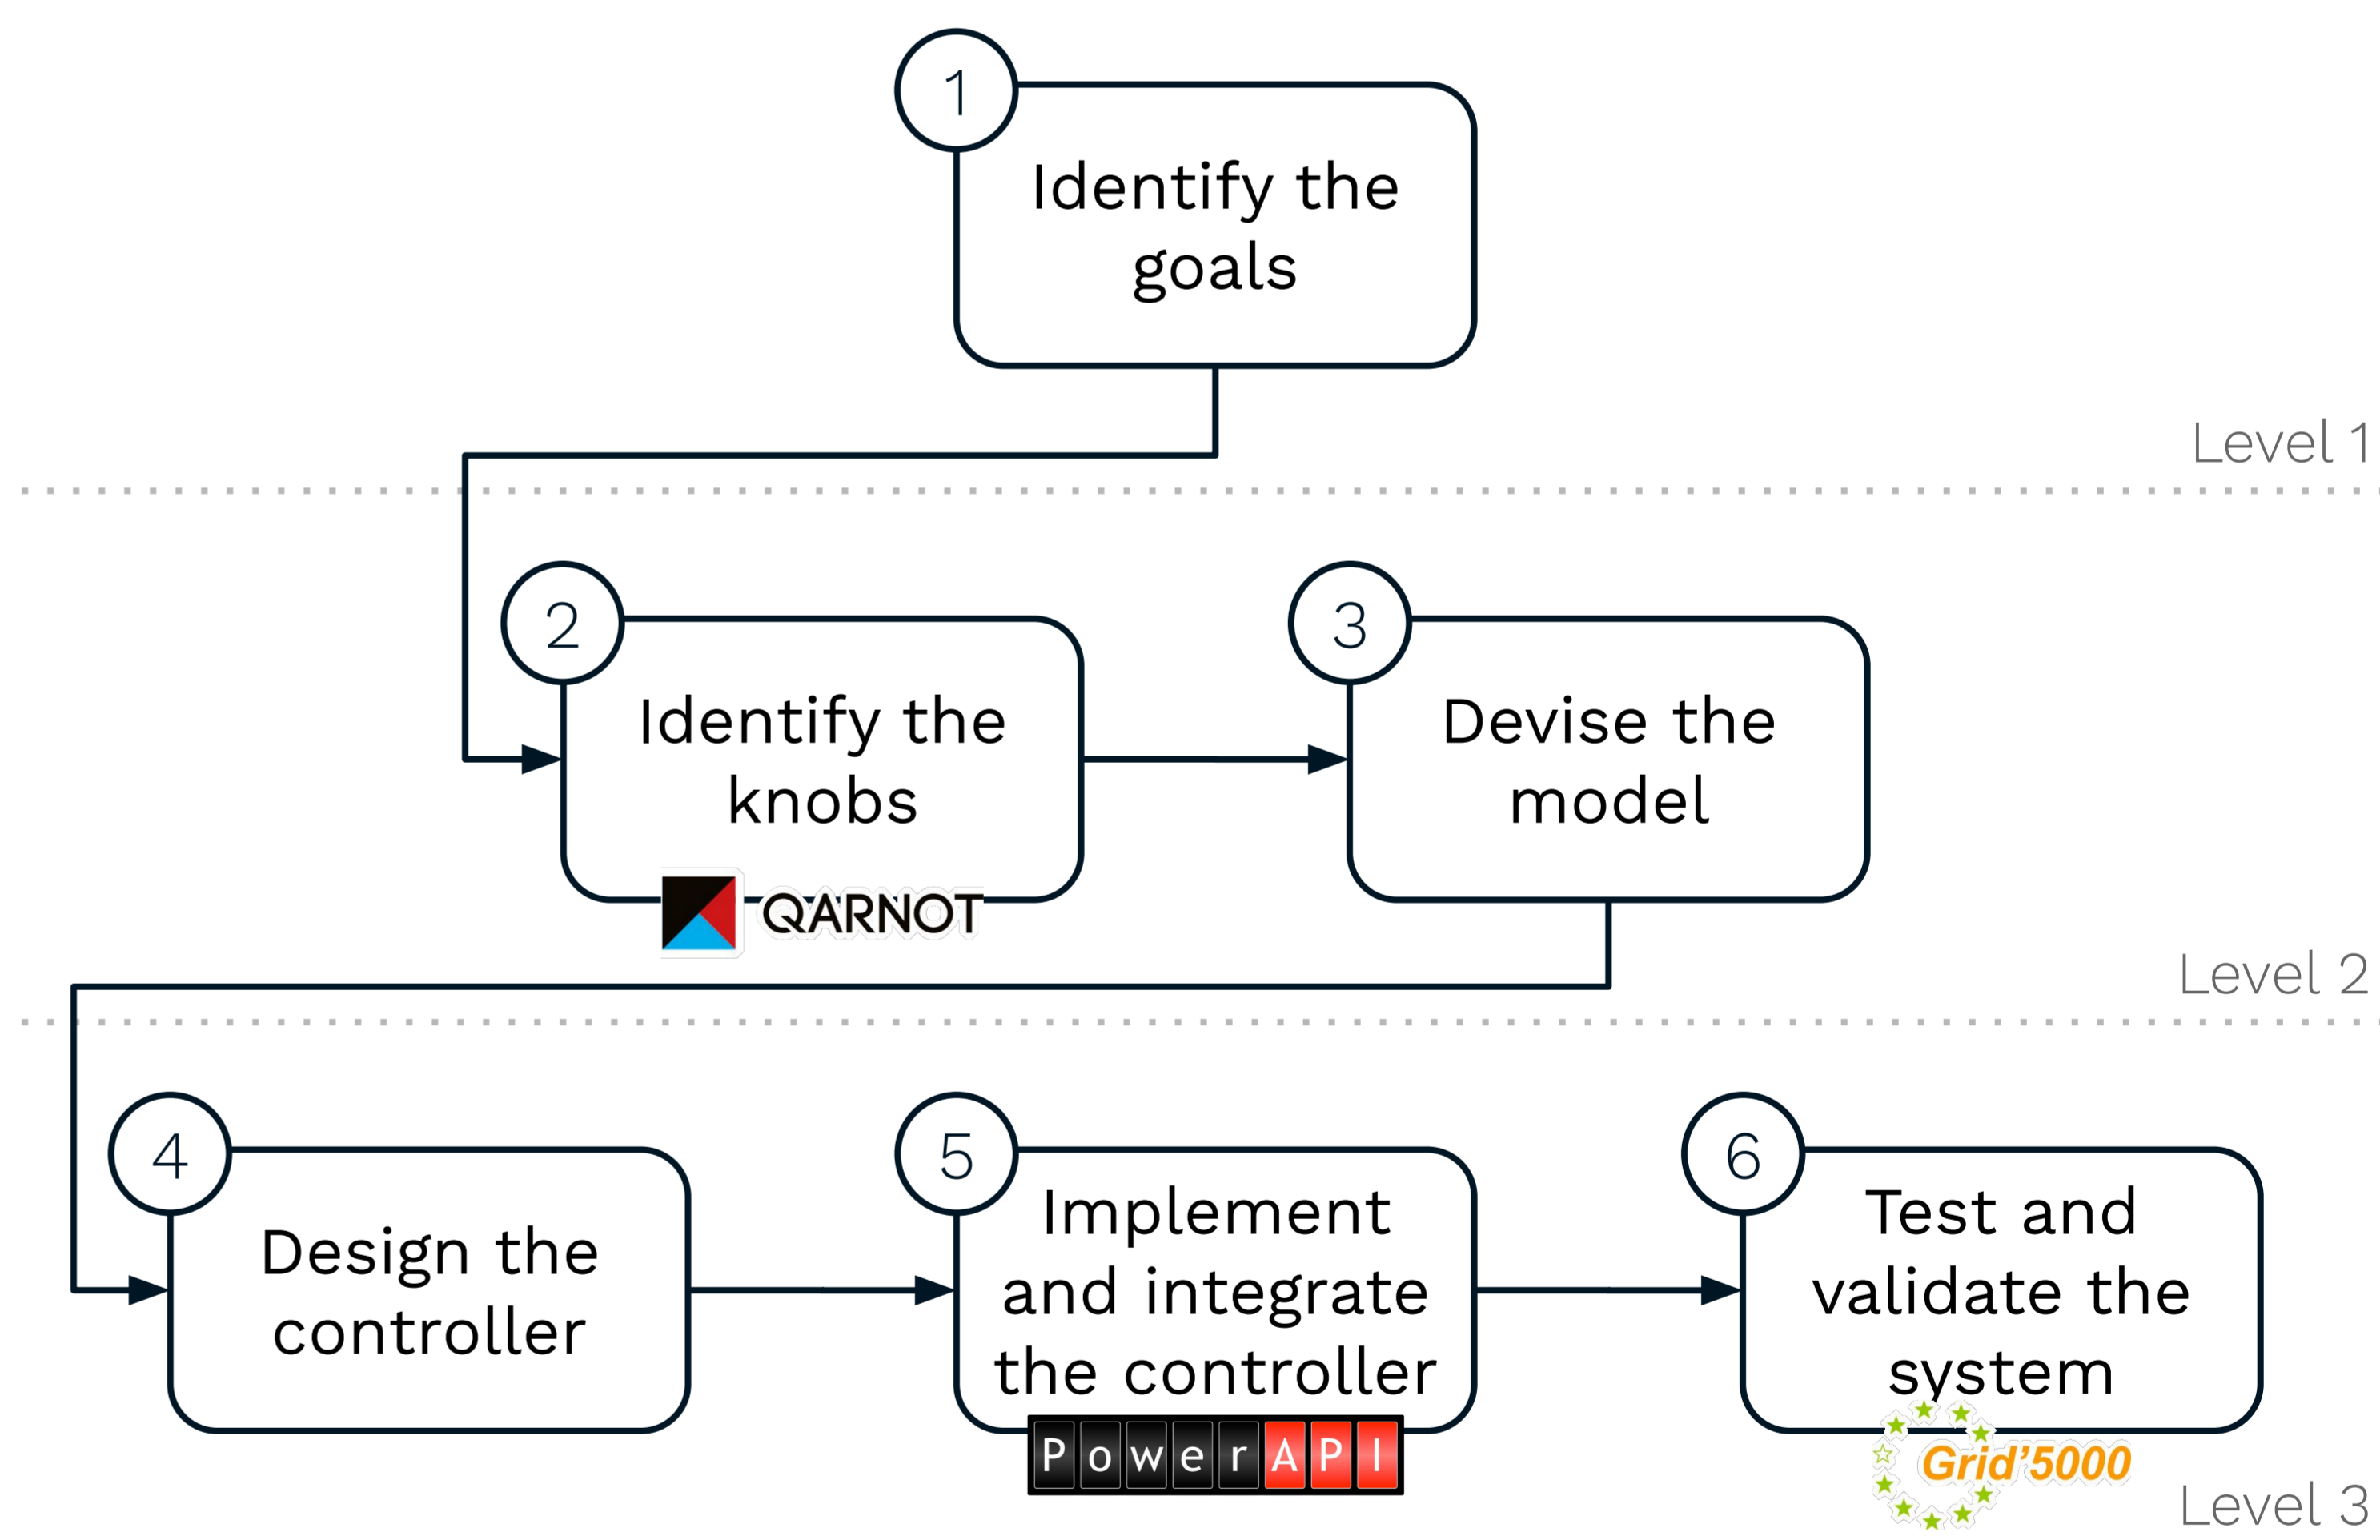 1
Identify the
goals
Level 1
2
Identify the
knobs
QARNOT
3
Devise the
model
Level 2
4
Design the
controller
5
Implement
and integrate
the controller
PowerAPI
6
Test and
validate the
system
Grid'5000
Level 3